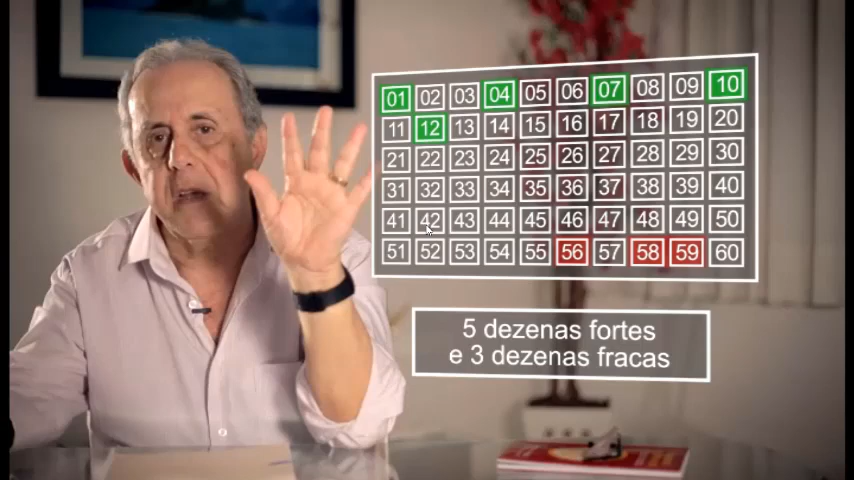 01 02 03 04 05 06 07 08 09 10
11 12 13 14 15 16 17 18 19 20
21 22 23 24 25 26 27 28 29 30
31 32 33 34 35 36 37 38 39 40
41 42 43 44 45 46 47 48 49 50
51 52 53 54 55 56 57 58 59 60
5 dezenas fortes
e 3 dezenas fracas